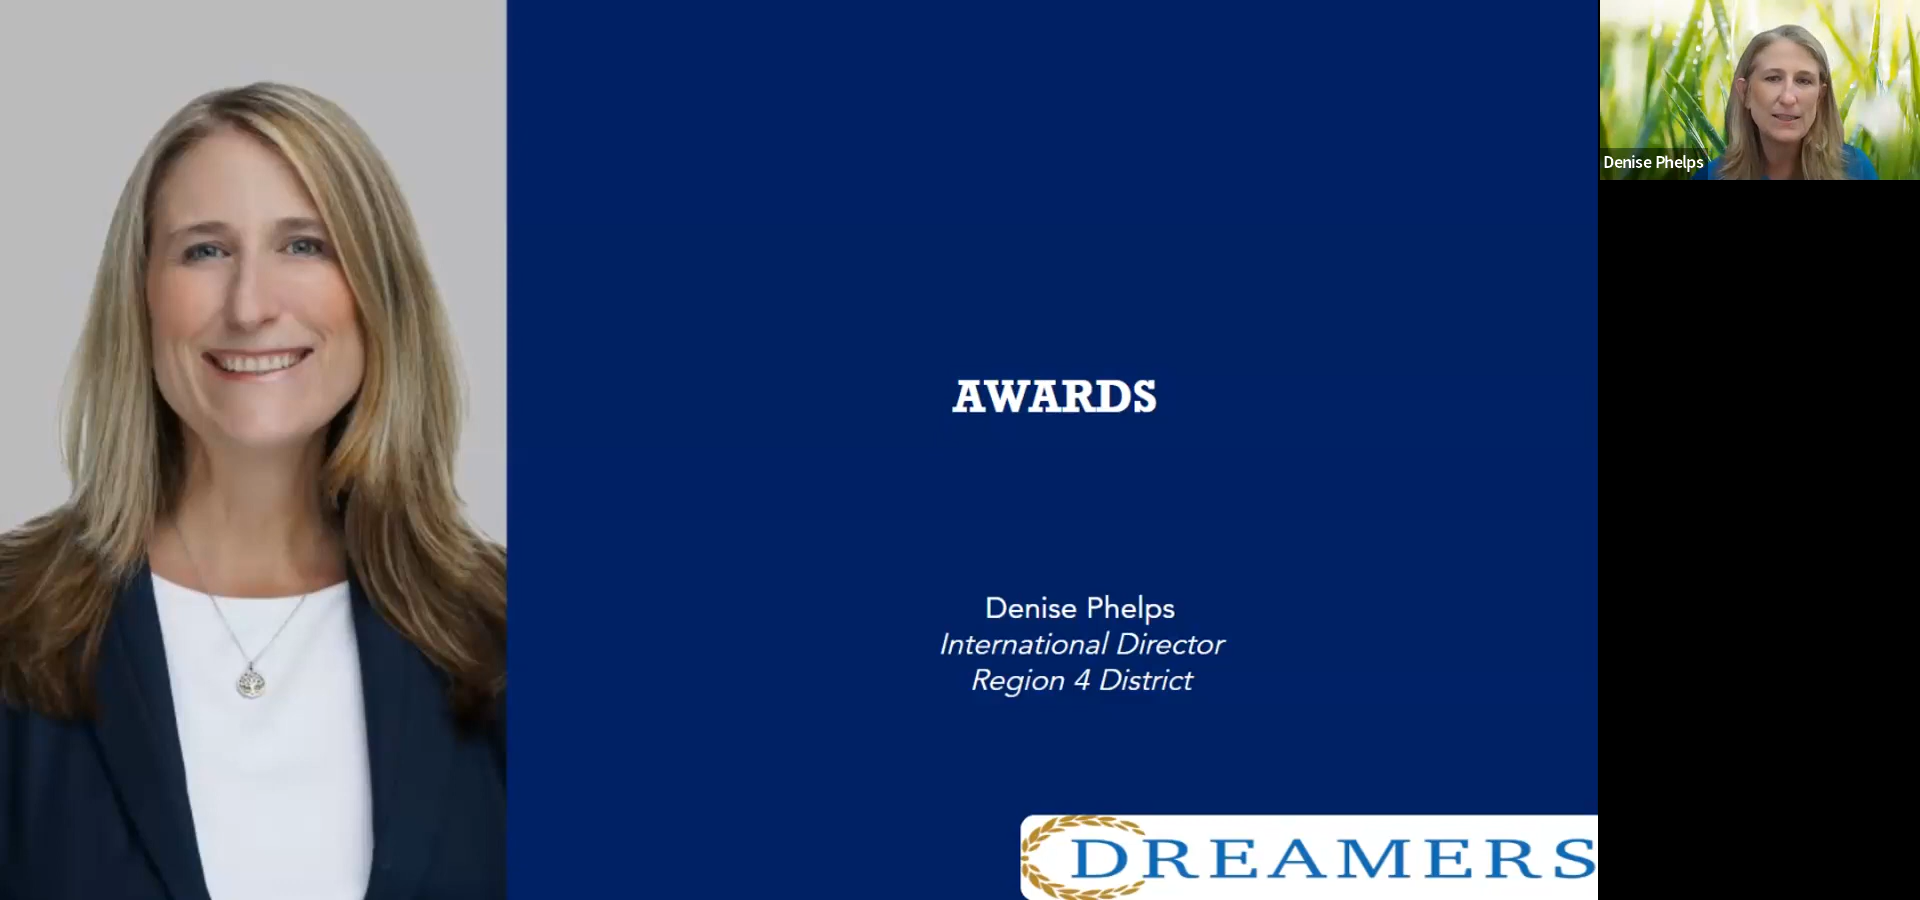 AWARDS
Denise Phelps
International Director
Region 4 District
DREAMERS
Denise Phelps